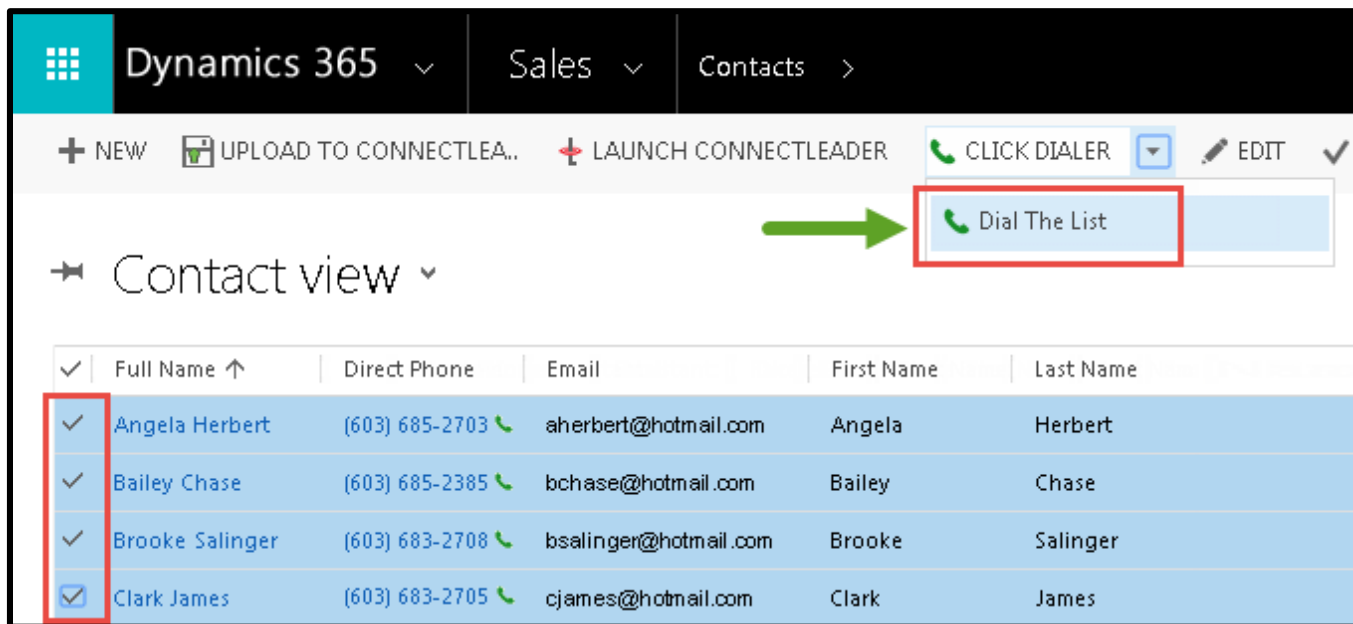 Dynamics 365 Sales Contacts
NEW UPLOAD TO CONNECTLEA.. LAUNCH CONNECTLEADER CLICK DIALER EDIT
Dial The List
Contact view
Full Name Direct Phone Email First Name Last Name
Angela Herbert (603) 685-2703 aherbert@hotmail.com Angela Herbert
Bailey Chase (603) 685-2385 bchase@hotmail.com Bailey Chase
Brooke Salinger (603) 683-2708 bsalinger@hotmail.com Brooke Salinger
Clark James (603) 683-2705 cjames@hotmail.com Clark James